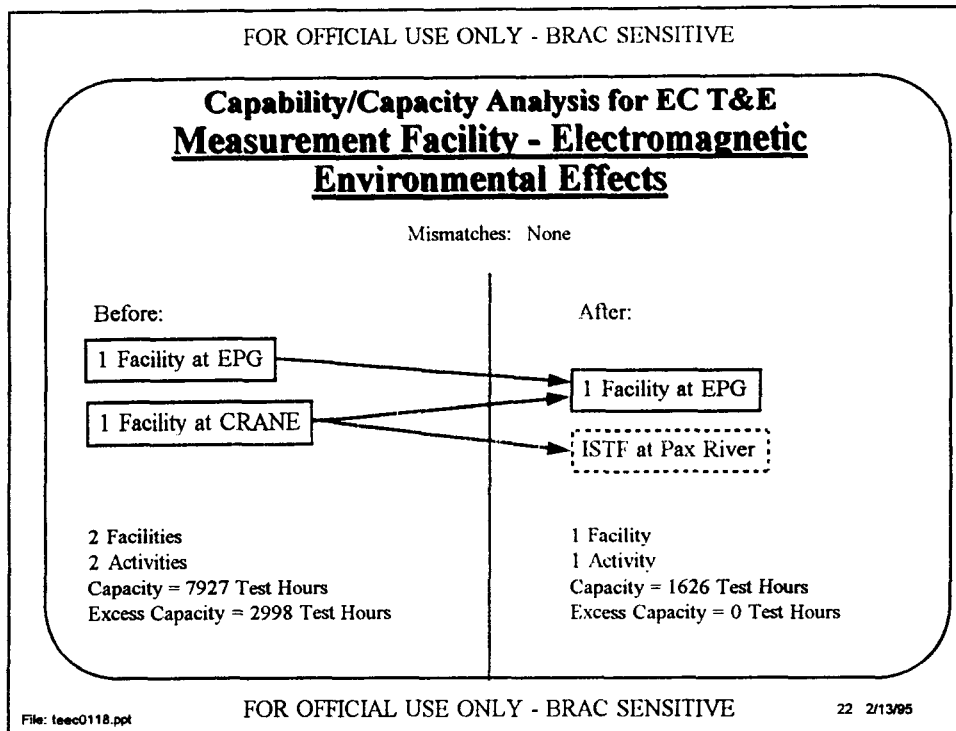 FOR OFFICIAL USE ONLY - BRAC SENSITIVE
Capability/Capacity Analysis for EC T&E
Measurement Facility - Electromagnetic
Environmental Effects
Mismatches: None
Before:
1 Facility at EPG
1 Facility at CRANE
2 Facilities
2 Activities
Capacity = 7927 Test Hours
Excess Capacity = 2998 Test Hours
After:
1 Facility at EPG
ISTF at Pax River
1 Facility
1 Activity
Capacity = 1626 Test Hours
Excess Capacity = 0 Test Hours
File: teec0118.ppt
FOR OFFICIAL USE ONLY - BRAC SENSITIVE
22 2/13/95